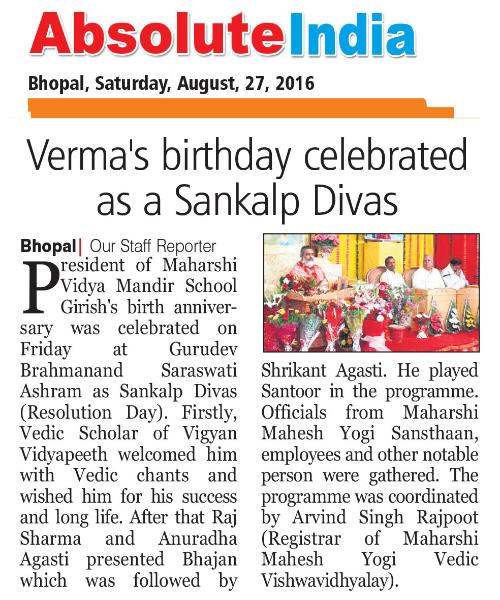 AbsoluteIndia
Bhopal, Saturday, August, 27, 2016
Verma's birthday celebrated
as a Sankalp Divas
Bhopal| Our Staff Reporter
President of Maharshi
Vidya Mandir School
Girish's birth anniver-
sary was celebrated on
Friday at Gurudev
Brahmanand Saraswati
Ashram as Sankalp Divas
(Resolution Day). Firstly,
Vedic Scholar of Vigyan
Vidyapeeth welcomed him
with Vedic chants and
wished him for his success
and long life. After that Raj
Sharma and Anuradha
Agasti presented Bhajan
which was followed by
Shrikant Agasti. He played
Santoor in the programme.
Officials from Maharshi
Mahesh Yogi Sansthaan,
employees and other notable
person were gathered. The
programme was coordinated
by Arvind Singh Rajpoot
(Registrar of Maharshi
Mahesh Yogi Vedic
Vishwavidhyalay).